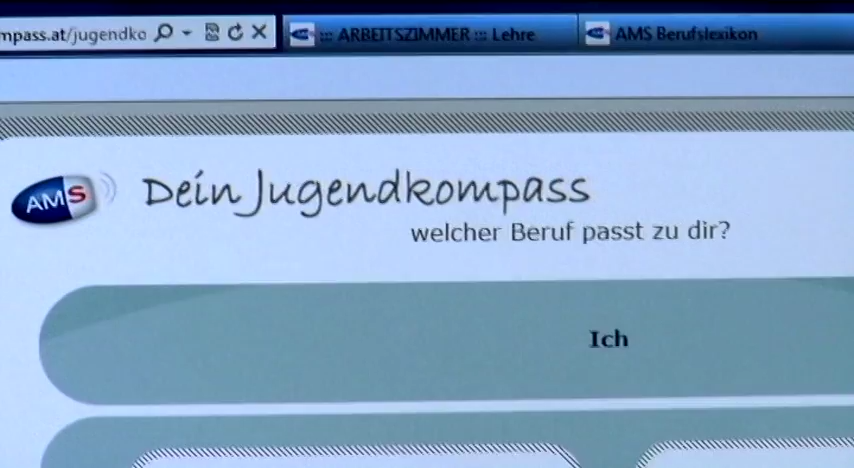 mpass.at/jugendko
::: ARBEITSZIMMER ::: Lehre
AMS Berufslexikon
AMS
Dein Jugendkompass
welcher Beruf passt zu dir?
Ich